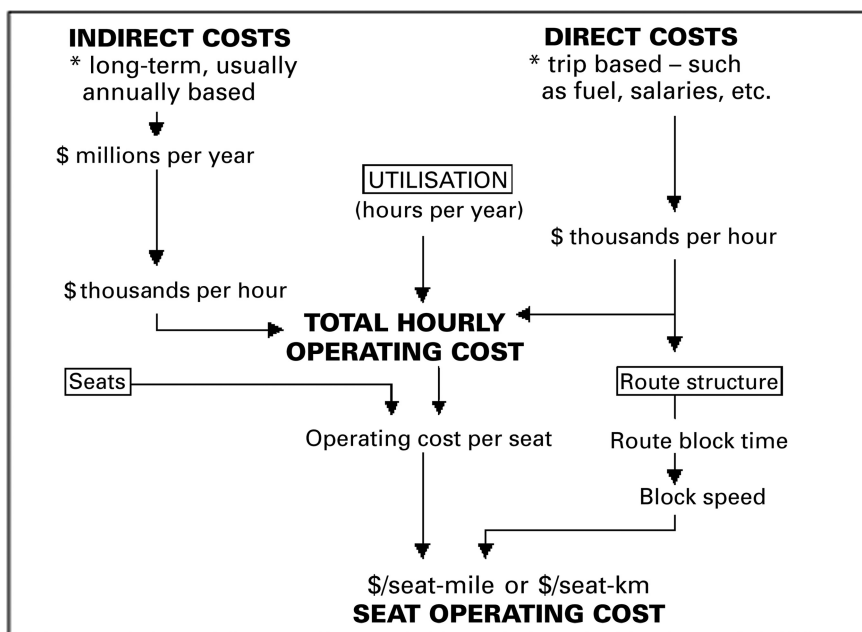 INDIRECT COSTS
* long-term, usually
annually based
$ millions per year
$ thousands per hour
DIRECT COSTS
* trip based – such
as fuel, salaries, etc.
$ thousands per hour
UTILISATION
(hours per year)
TOTAL HOURLY
OPERATING COST
Seats
Route structure
Operating cost per seat
Route block time
Block speed
$/seat-mile or $/seat-km
SEAT OPERATING COST